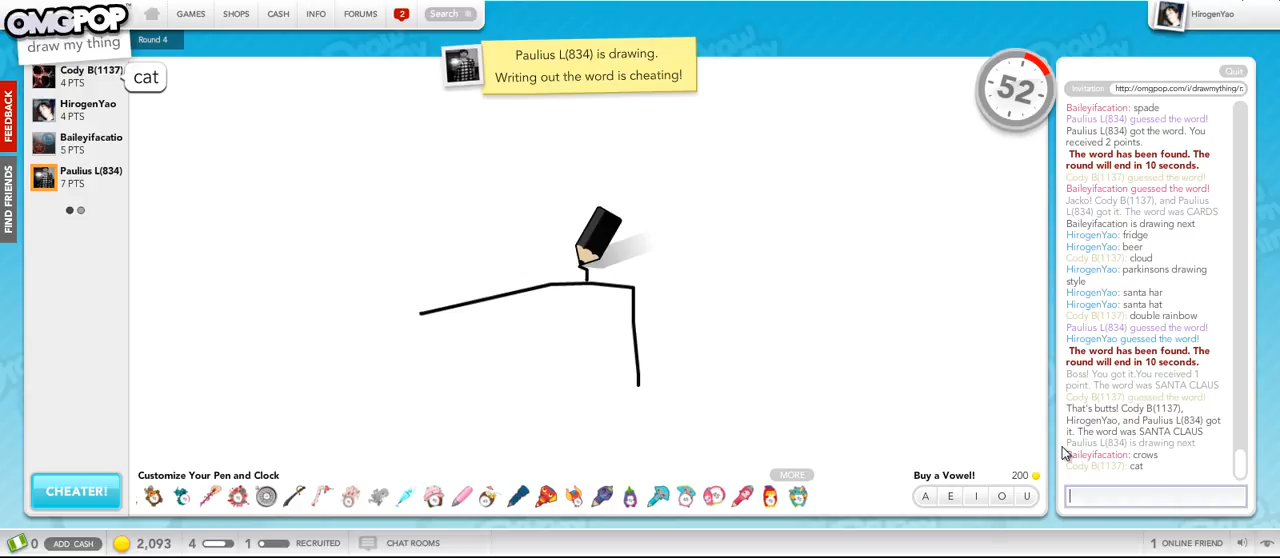 OMGPOP
draw my thing
GAMES
SHOPS
CASH
INFO
FORUMS
2
Search
HirogenYao
Round 4
FEEDBACK
FIND FRIENDS
Cody B(1137)
4 PTS
cat
HirogenYao
4 PTS
Baileyifacatio
5 PTS
Paulius L(834)
7 PTS
Paulius L(834) is drawing.
Writing out the word is cheating!
52
Quit
Invitation http://omgpop.com/i/drawmything/r
Baileyifacation: spade
Paulius L(834) guessed the word!
Paulius L(834) got the word. You
received 2 points.
The word has been found. The
round will end in 10 seconds.
Cody B(1137) guessed the word!
Baileyifacation guessed the word!
Jacko! Cody B(1137), and Paulius
L(834) got it. The word was CARDS
Baileyifacation is drawing next
HirogenYao: fridge
HirogenYao: beer
Cody B(1137): cloud
HirogenYao: parkinsons drawing
style
HirogenYao: santa har
HirogenYao: santa hat
Cody B(1137): double rainbow
Paulius L(834) guessed the word!
HirogenYao guessed the word!
The word has been found. The
round will end in 10 seconds.
Boss! You got it.You received 1
point. The word was SANTA CLAUS
Cody B(1137) guessed the word!
That's butts! Cody B(1137),
HirogenYao, and Paulius L(834) got
it. The word was SANTA CLAUS
Paulius L(834) is drawing next
Baileyifacation: crows
Cody B(1137): cat
CHEATER!
Customize Your Pen and Clock
MORE
Buy a Vowel!
200
A E I O U
0
ADD CASH
2,093
4
1
RECRUITED
CHAT ROOMS
1 ONLINE FRIEND